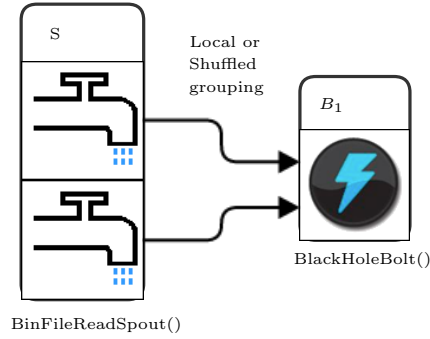 S
Local or
Shuffled
grouping
B1
BlackHoleBolt()
BinFileReadSpout()